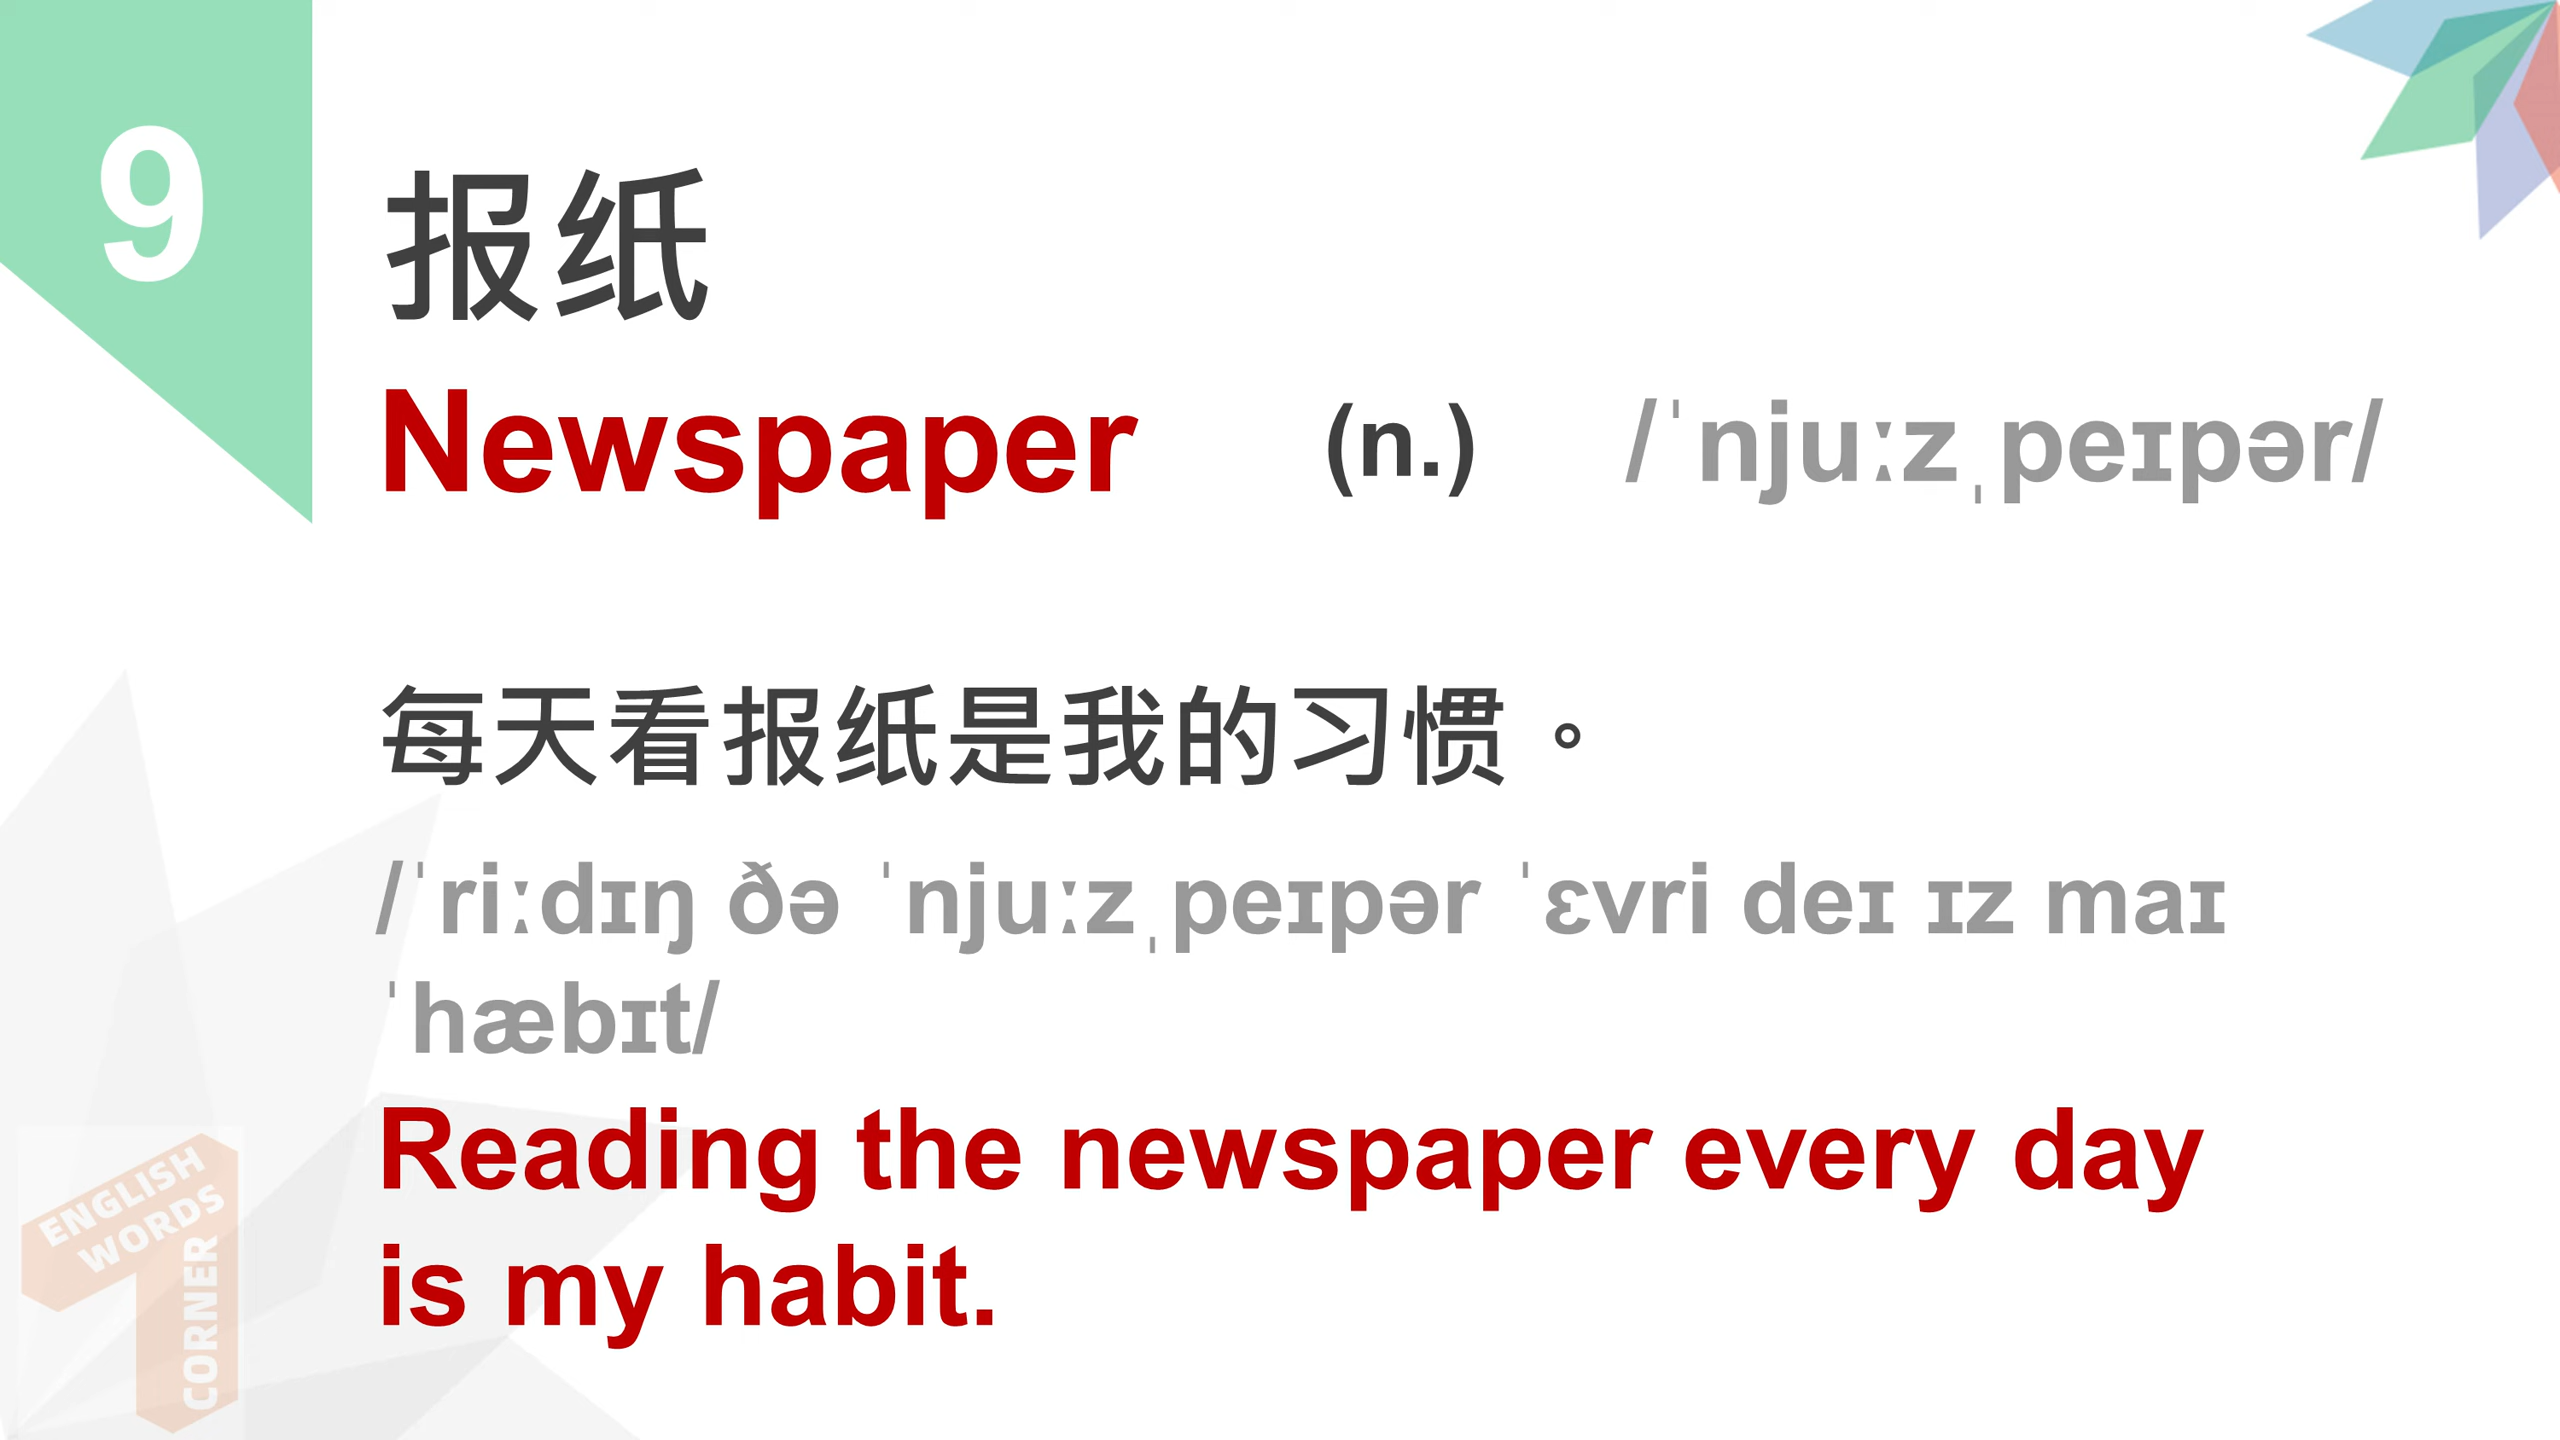 9
报纸
Newspaper (n.) /ˈnjuːzˌpeɪpər/
每天看报纸是我的习惯。
/ˈriːdɪŋ ðə ˈnjuːzˌpeɪpər ˈɛvri deɪ ɪz maɪ
ˈhæbɪt/
Reading the newspaper every day
is my habit.
ENGLISH
WORDS
CORNER